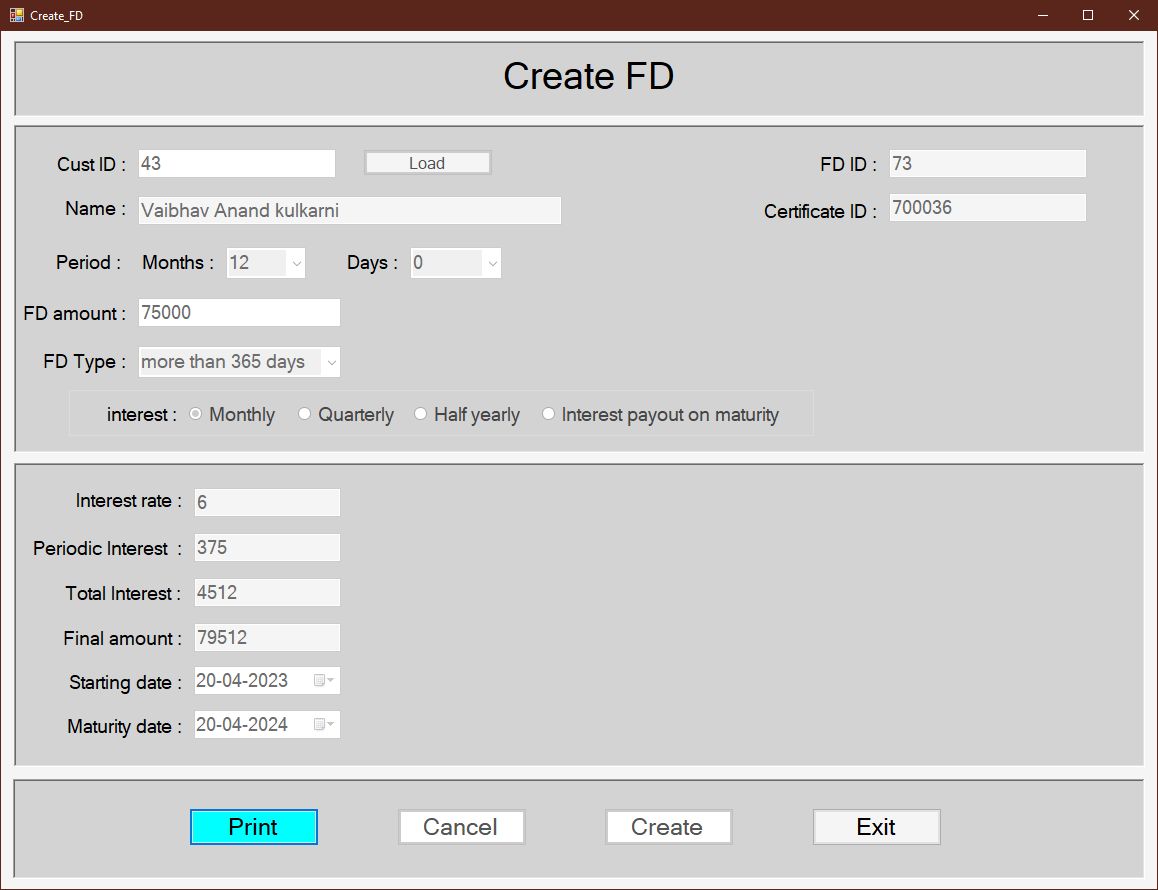 Create_FD
Create FD
Cust ID : 43 Load FD ID : 73
Name : Vaibhav Anand kulkarni Certificate ID : 700036
Period : Months : 12 Days : 0
FD amount : 75000
FD Type : more than 365 days
interest : Monthly Quarterly Half yearly Interest payout on maturity
Interest rate : 6
Periodic Interest : 375
Total Interest : 4512
Final amount : 79512
Starting date : 20-04-2023
Maturity date : 20-04-2024
Print Cancel Create Exit